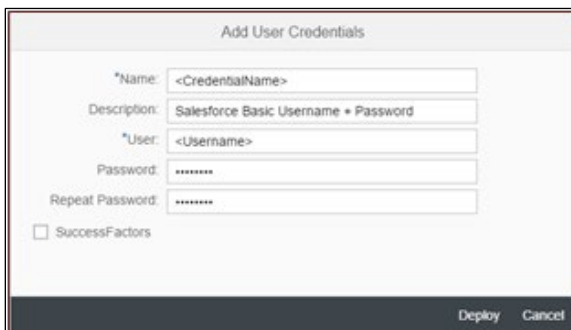 Add User Credentials
*Name: <CredentialName>
Description: Salesforce Basic Username + Password
*User: <Username>
Password: ••••••••
Repeat Password: ••••••••
SuccessFactors
Deploy Cancel